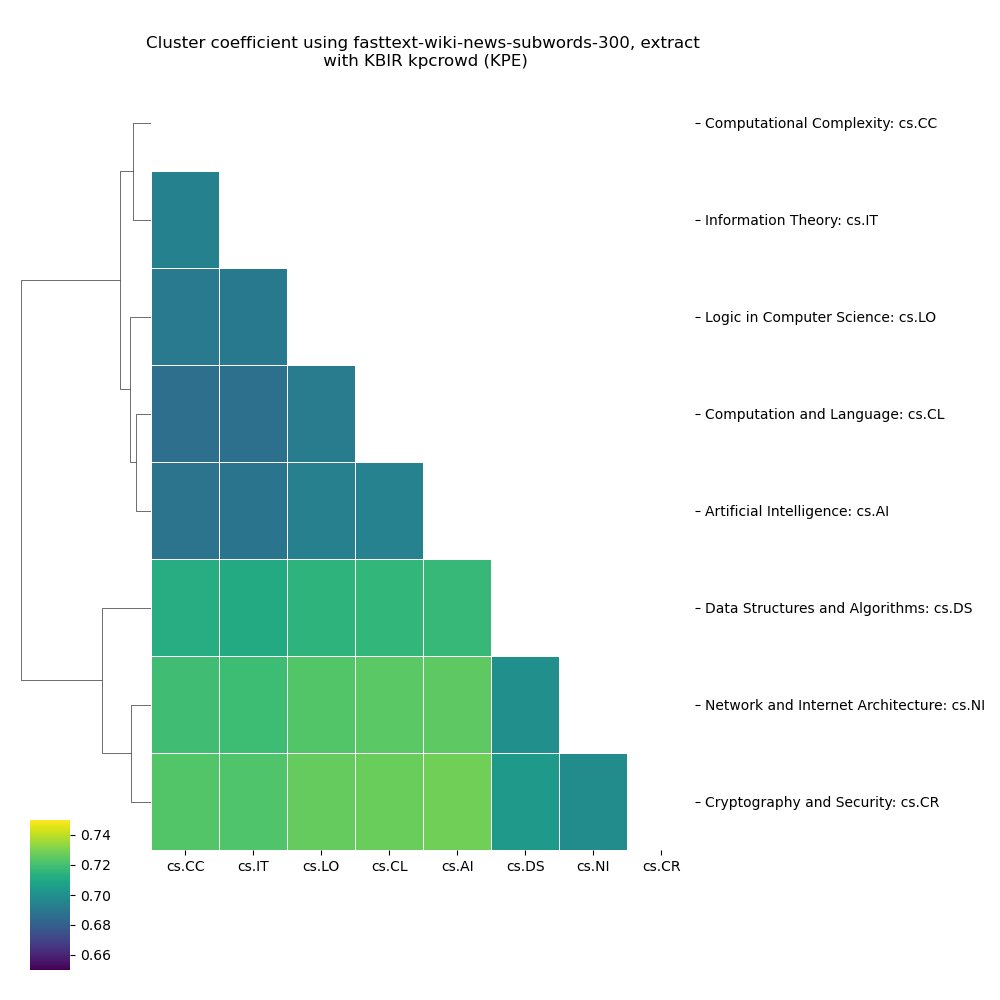 Cluster coefficient using fasttext-wiki-news-subwords-300, extract
with KBIR kpcrowd (KPE)
Computational Complexity: cs.CC
Information Theory: cs.IT
Logic in Computer Science: cs.LO
Computation and Language: cs.CL
Artificial Intelligence: cs.AI
Data Structures and Algorithms: cs.DS
Network and Internet Architecture: cs.NI
Cryptography and Security: cs.CR
0.74
0.72
0.70
0.68
0.66
cs.CC cs.IT cs.LO cs.CL cs.AI cs.DS cs.NI cs.CR